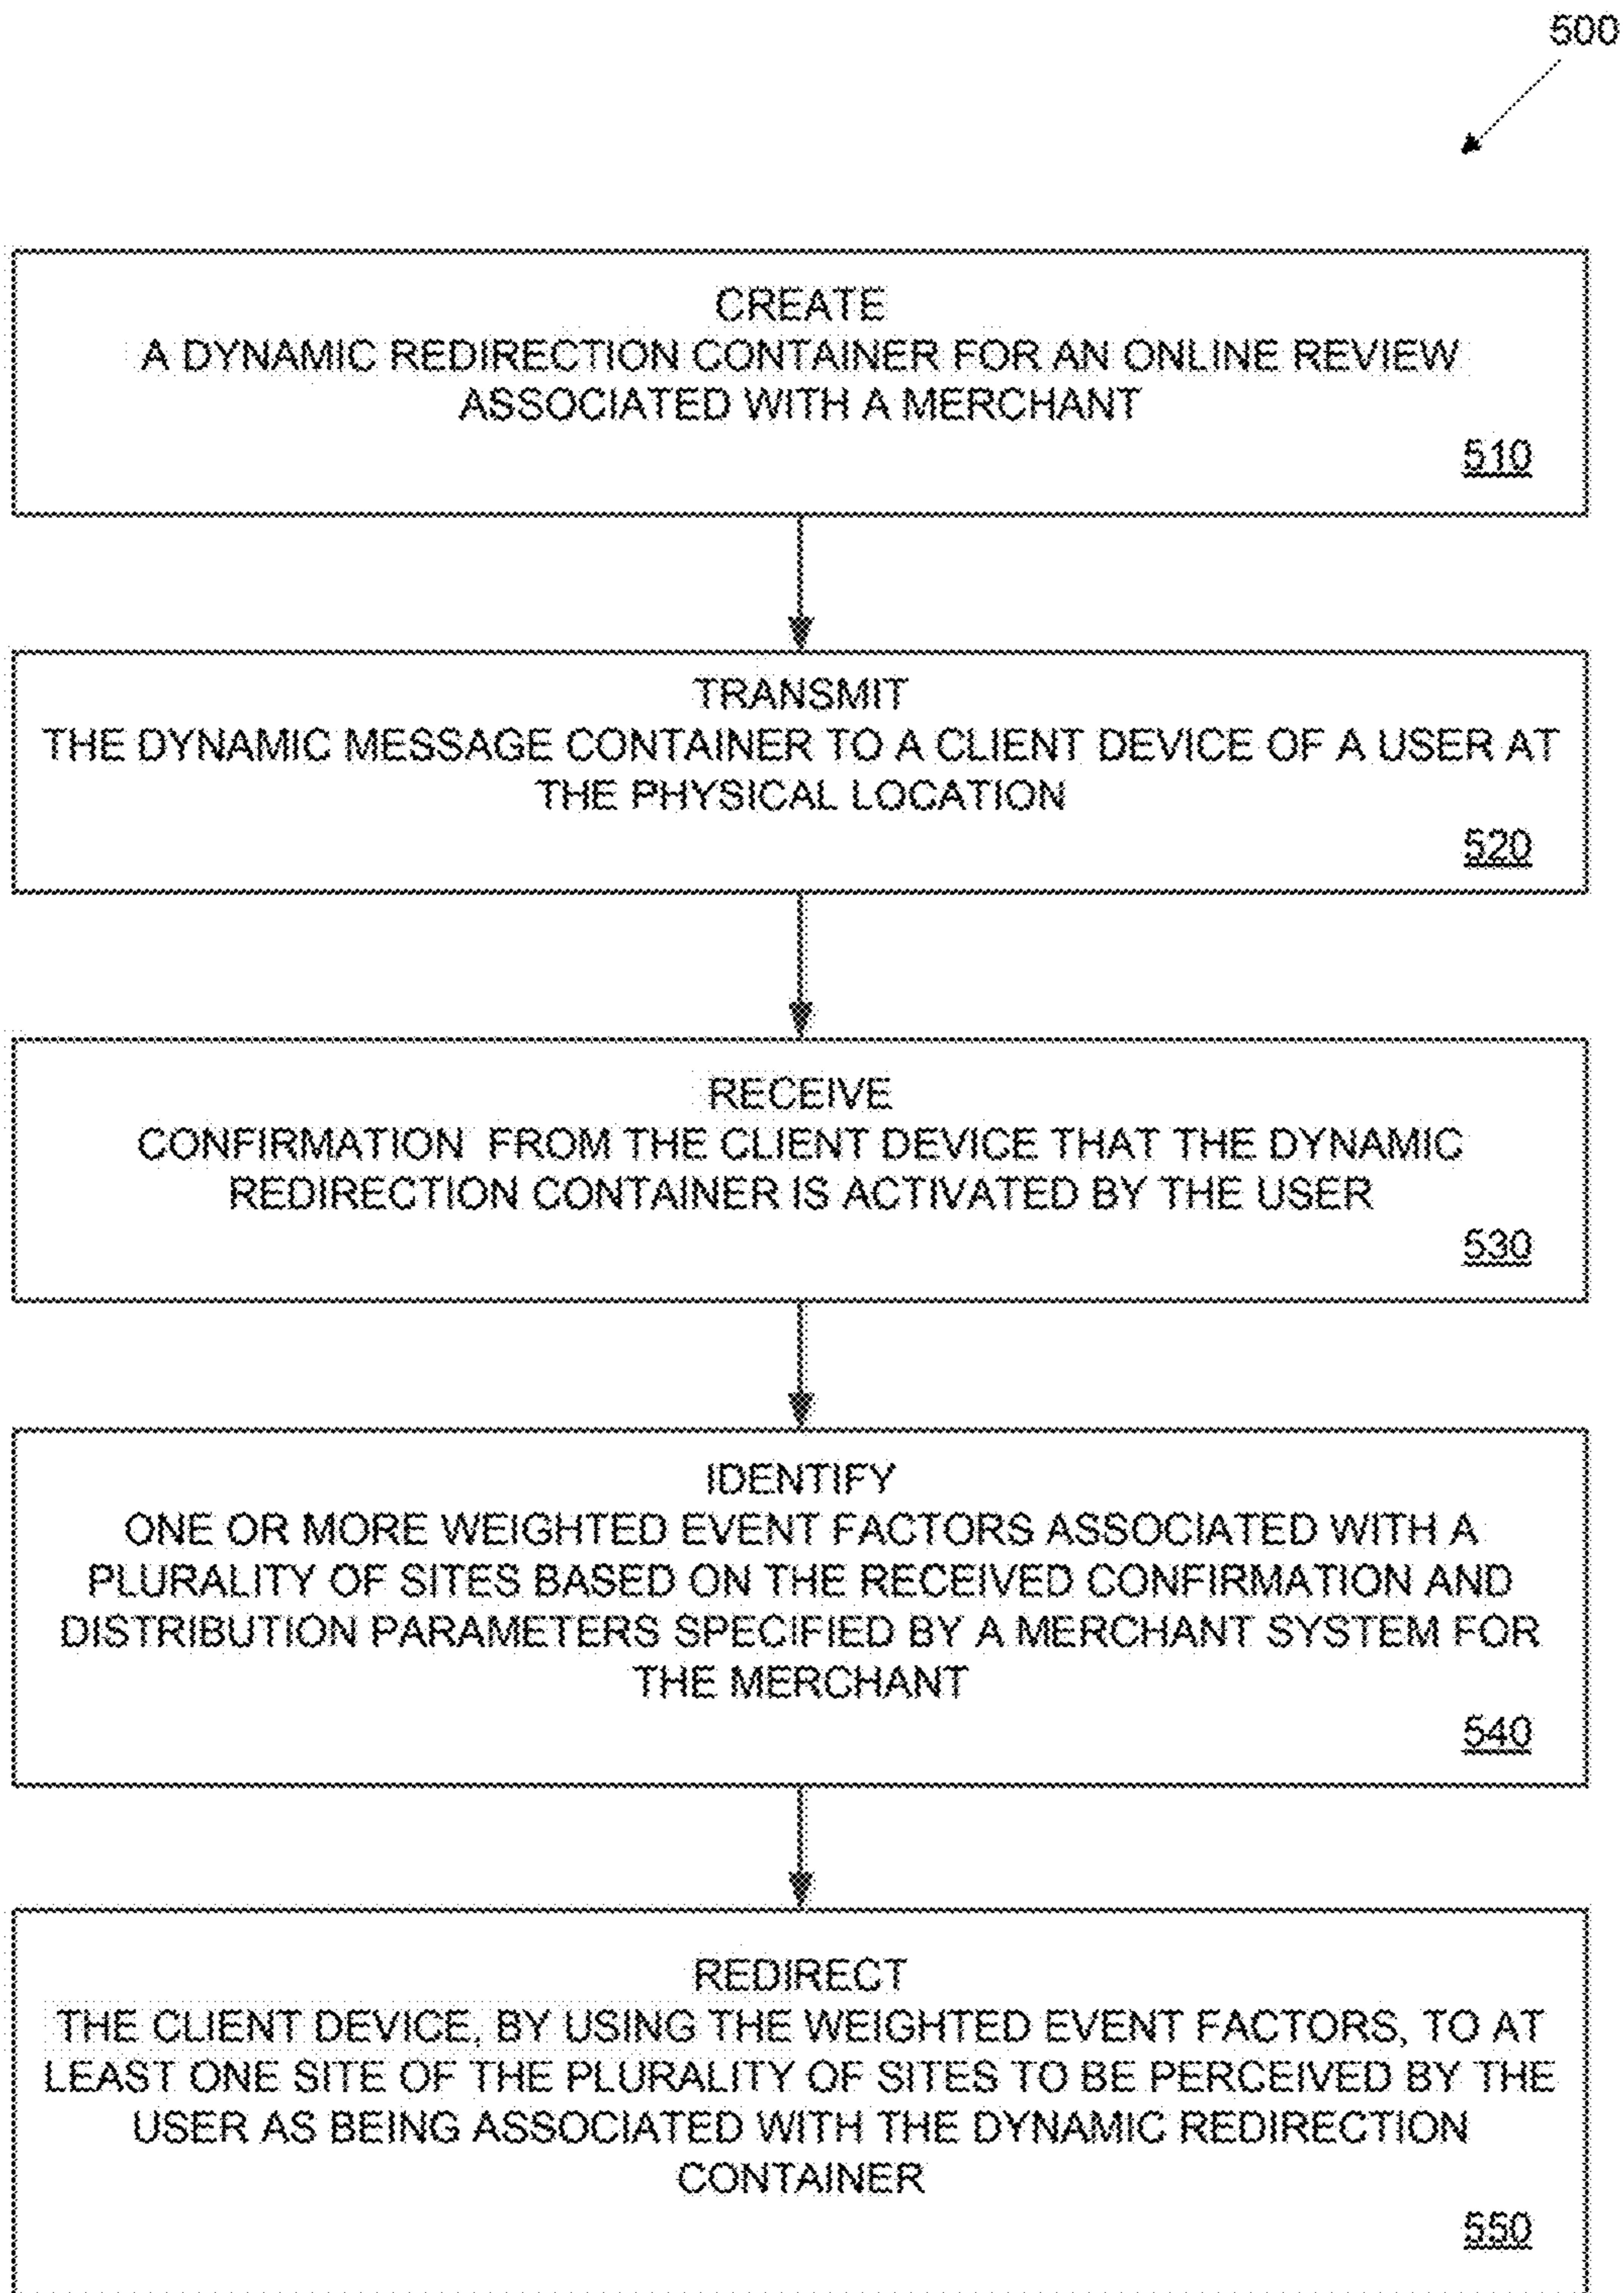 500
CREATE
A DYNAMIC REDIRECTION CONTAINER FOR AN ONLINE REVIEW
ASSOCIATED WITH A MERCHANT
510
TRANSMIT
THE DYNAMIC MESSAGE CONTAINER TO A CLIENT DEVICE OF A USER AT
THE PHYSICAL LOCATION
520
RECEIVE
CONFIRMATION FROM THE CLIENT DEVICE THAT THE DYNAMIC
REDIRECTION CONTAINER IS ACTIVATED BY THE USER
530
IDENTIFY
ONE OR MORE WEIGHTED EVENT FACTORS ASSOCIATED WITH A
PLURALITY OF SITES BASED ON THE RECEIVED CONFIRMATION AND
DISTRIBUTION PARAMETERS SPECIFIED BY A MERCHANT SYSTEM FOR
THE MERCHANT
540
REDIRECT
THE CLIENT DEVICE, BY USING THE WEIGHTED EVENT FACTORS, TO AT
LEAST ONE SITE OF THE PLURALITY OF SITES TO BE PERCEIVED BY THE
USER AS BEING ASSOCIATED WITH THE DYNAMIC REDIRECTION
CONTAINER
550